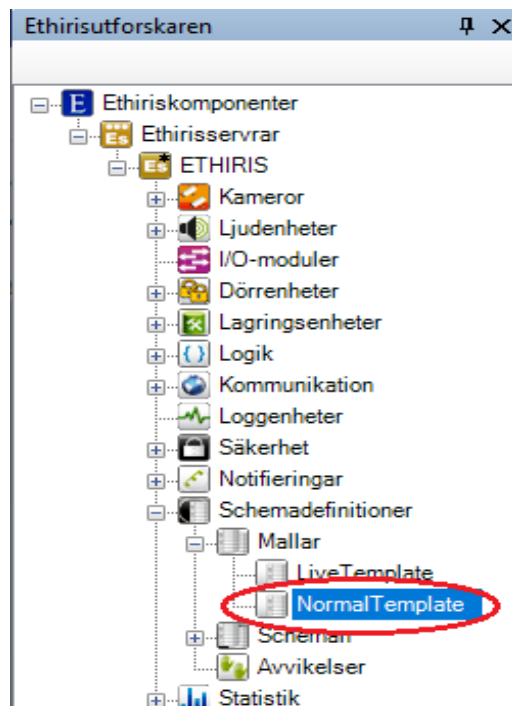 Ethirisutforskaren
Ethiriskomponenter
Ethirisservrar
ETHIRIS
Kameror
Ljudenheter
I/O-moduler
Dörrenheter
Lagringsenheter
Logik
Kommunikation
Loggenheter
Säkerhet
Notifieringar
Schemadefinitioner
Mallar
LiveTemplate
NormalTemplate
Scheman
Avvikelser
Statistik